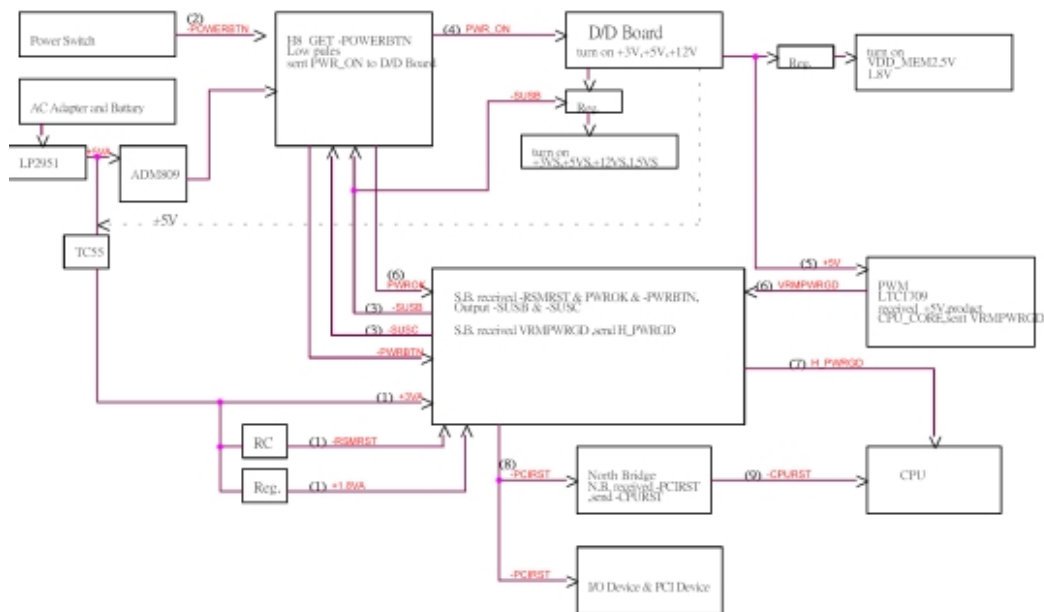 (2)
-POWERBTN
Power Switch
H8 GET -POWERBTN
Low pules
sent PWR_ON to D/D Board
(4) PWR_ON
D/D Board
turn on +3V,+5V,+12V
Reg.
turn on
VDD_MEM2.5V
1.8V
AC Adapter and Battary
-SUSB
Reg.
turn on
+3VS,+5VS,+12VS,1.5VS
LP2951
+5VA
ADM809
+5V
TC55
(6)
PWROK
(3) -SUSB
(3) -SUSC
-PWRBTN
S.B. received -RSMRST & PWROK & -PWRBTN,
Output -SUSB & -SUSC
S.B. received VRMPWRGD ,send H_PWRGD
(5) +5V
(6) VRMPWRGD
PWM
LTC1709
received +5V,product
CPU_CORE,sent VRMPWRGD
(7) H_PWRGD
(1) +3VA
RC
(1) -RSMRST
Reg.
(1) +1.8VA
(8)
-PCIRST
North Bridge
N.B. received -PCIRST
,send -CPURST
(9) -CPURST
CPU
-PCIRST
I/O Device & PCI Device